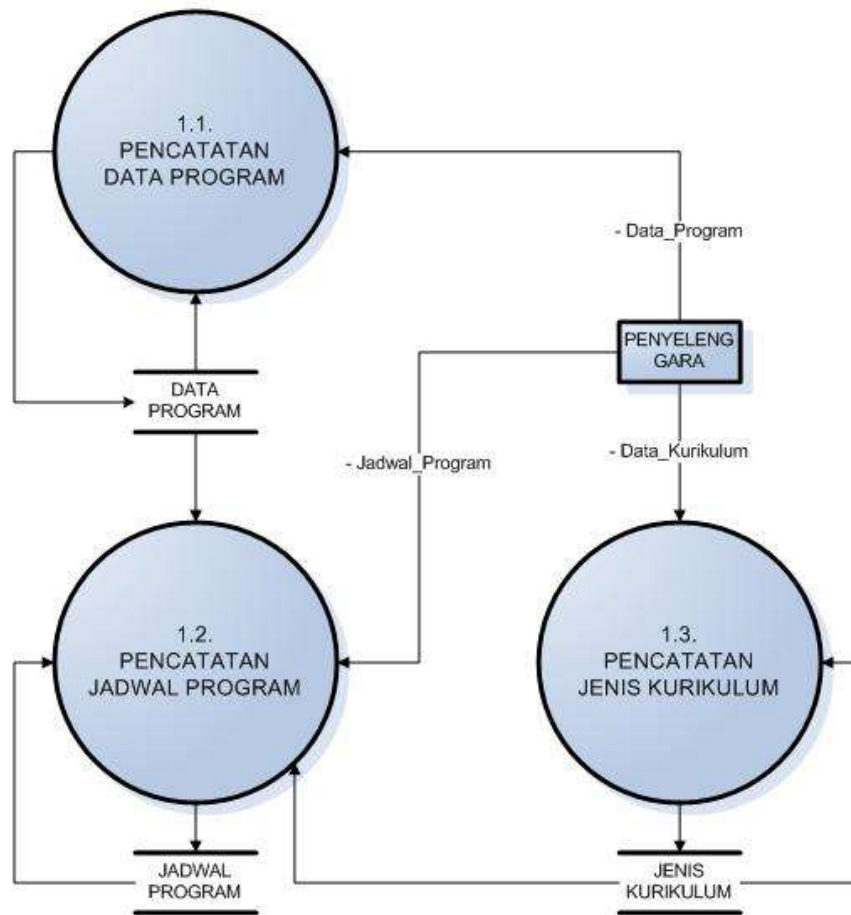 1.1.
PENCATATAN
DATA PROGRAM
- Data_Program
PENYELENG
GARA
DATA
PROGRAM
- Jadwal_Program
- Data_Kurikulum
1.2.
PENCATATAN
JADWAL PROGRAM
1.3.
PENCATATAN
JENIS KURIKULUM
JADWAL
PROGRAM
JENIS
KURIKULUM